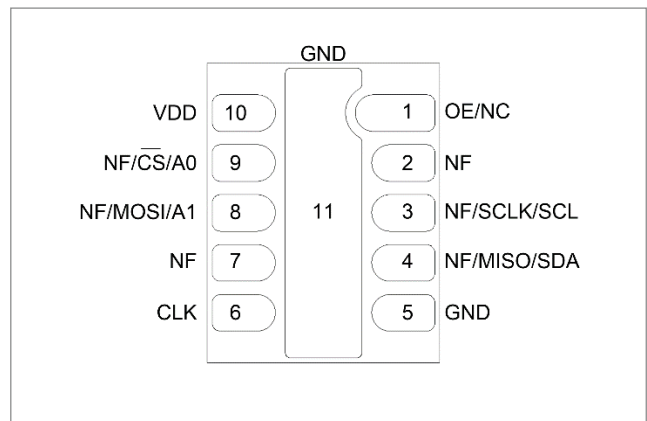 GND
VDD 10 1 OE/NC
NF/C̅S̅/A0 9 2 NF
NF/MOSI/A1 8 11 3 NF/SCLK/SCL
NF 7 4 NF/MISO/SDA
CLK 6 5 GND